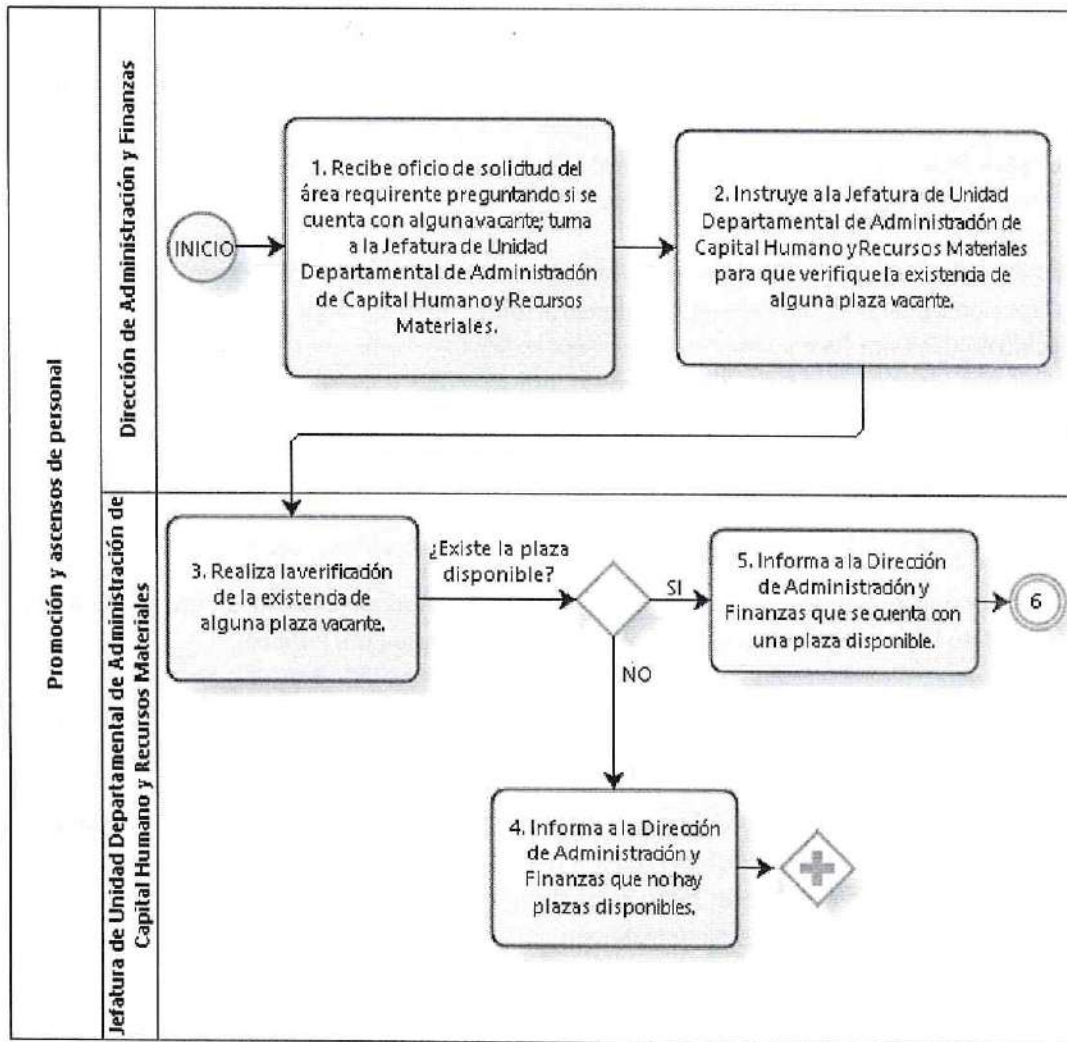 Promoción y ascensos de personal
Dirección de Administración y Finanzas
INICIO
1. Recibe oficio de solicitud del
área requirente preguntando si se
cuenta con algunavacante; turna
a la Jefatura de Unidad
Departamental de Administración
de Capital Humano y Recursos
Materiales.
2. Instruye a la Jefatura de Unidad
Departamental de Administración de
Capital Humano y Recursos Materiales
para que verifique la existencia de
alguna plaza vacante.
Jefatura de Unidad Departamental de Administración de
Capital Humano y Recursos Materiales
3. Realiza laverificación
de la existencia de
alguna plaza vacante.
¿Existe la plaza
disponible?
SI
5. Informa a la Dirección
de Administración y
Finanzas que se cuenta con
una plaza disponible.
6
NO
4. Informa a la Dirección
de Administración y
Finanzas que no hay
plazas disponibles.